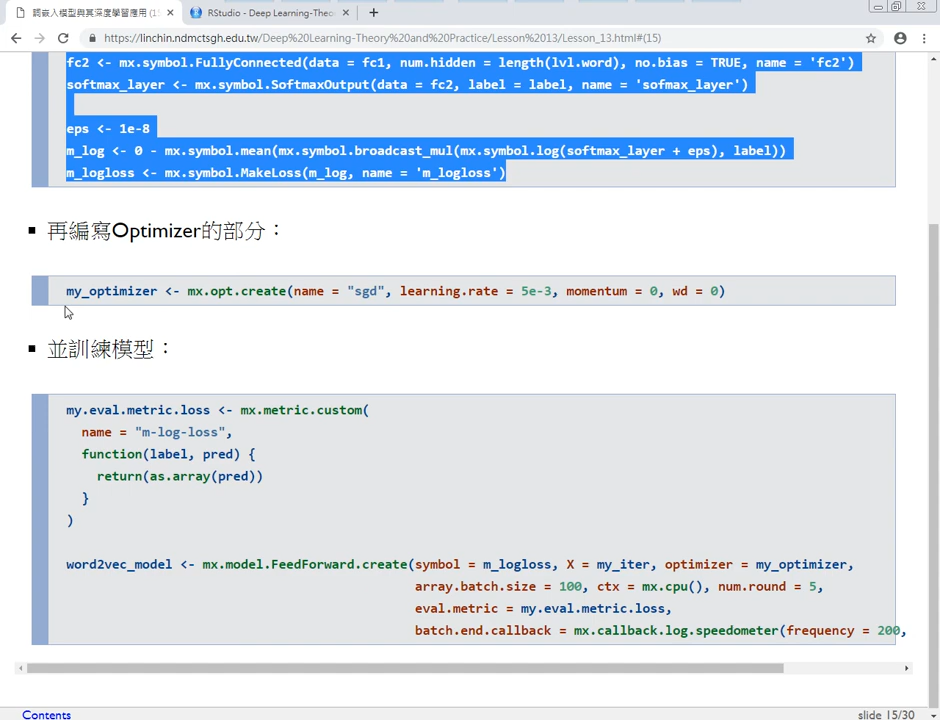 詞嵌入模型與其深度學習應用 (15
RStudio - Deep Learning-Theo
https://linchin.ndmctsgh.edu.tw/Deep%20Learning-Theory%20and%20Practice/Lesson%2013/Lesson_13.html#(15)
fc2 <- mx.symbol.FullyConnected(data = fc1, num.hidden = length(lvl.word), no.bias = TRUE, name = 'fc2')
softmax_layer <- mx.symbol.SoftmaxOutput(data = fc2, label = label, name = 'sofmax_layer')
eps <- 1e-8
m_log <- 0 - mx.symbol.mean(mx.symbol.broadcast_mul(mx.symbol.log(softmax_layer + eps), label))
m_logloss <- mx.symbol.MakeLoss(m_log, name = 'm_logloss')
▪ 再編寫Optimizer的部分：
my_optimizer <- mx.opt.create(name = "sgd", learning.rate = 5e-3, momentum = 0, wd = 0)
▪ 並訓練模型：
my.eval.metric.loss <- mx.metric.custom(
name = "m-log-loss",
function(label, pred) {
return(as.array(pred))
}
)
word2vec_model <- mx.model.FeedForward.create(symbol = m_logloss, X = my_iter, optimizer = my_optimizer,
array.batch.size = 100, ctx = mx.cpu(), num.round = 5,
eval.metric = my.eval.metric.loss,
batch.end.callback = mx.callback.log.speedometer(frequency = 200,
Contents
slide 15/30